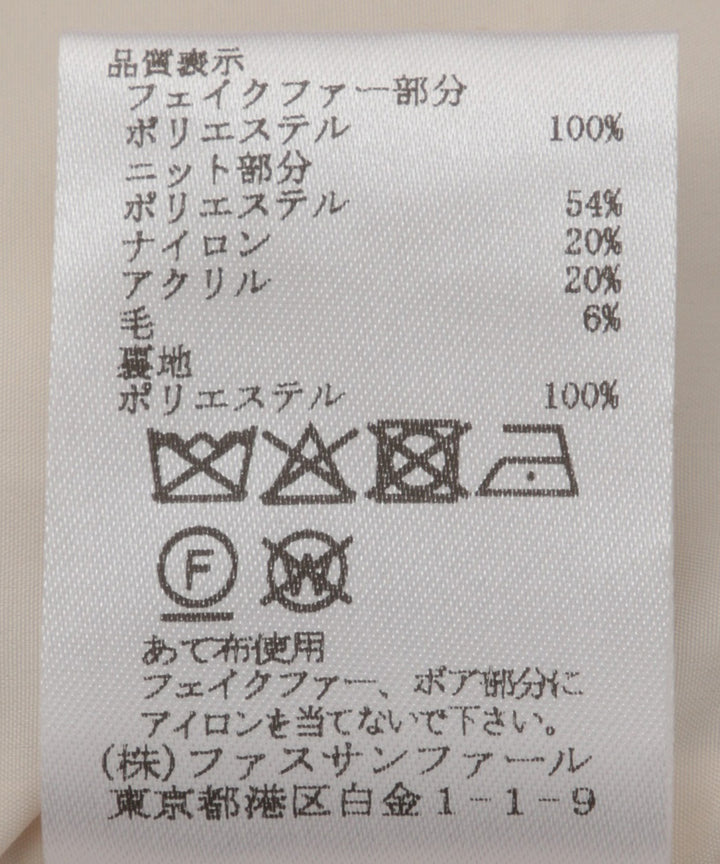 品質表示
フェイクファー部分
ポリエステル 100%
ニット部分
ポリエステル 54%
ナイロン 20%
アクリル 20%
毛 6%
裏地
ポリエステル 100%
F W
あて布使用
フェイクファー、ボア部分に
アイロンを当てないで下さい。
(株)ファスサンファール
東京都港区白金1-1-9